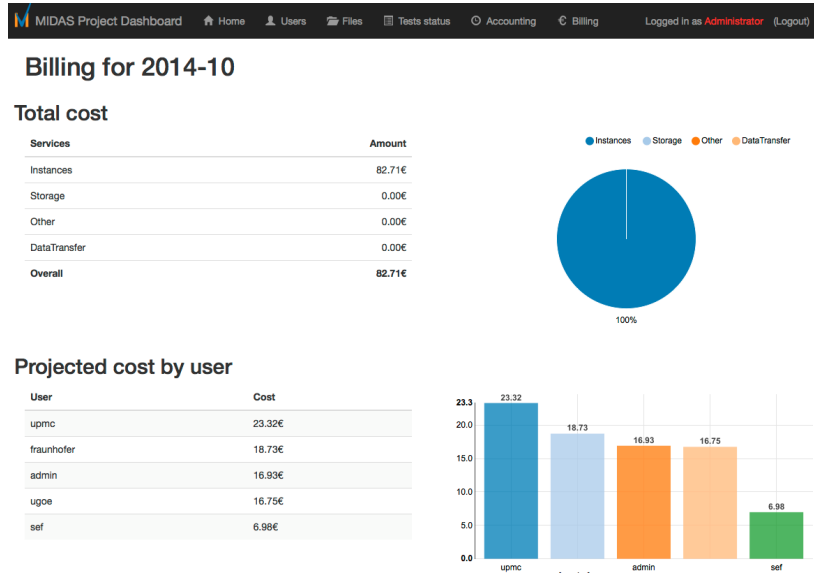 MIDAS Project Dashboard Home Users Files Tests status Accounting € Billing Logged in as Administrator (Logout)
Billing for 2014-10
Total cost
Services Amount
Instances 82.71€
Storage 0.00€
Other 0.00€
DataTransfer 0.00€
Overall 82.71€
Instances Storage Other DataTransfer
100%
Projected cost by user
User Cost
upmc 23.32€
fraunhofer 18.73€
admin 16.93€
ugoe 16.75€
sef 6.98€
23.3 23.32
20.0
18.73
16.93 16.75
15.0
10.0
6.98
5.0
0.0
upmc admin sef